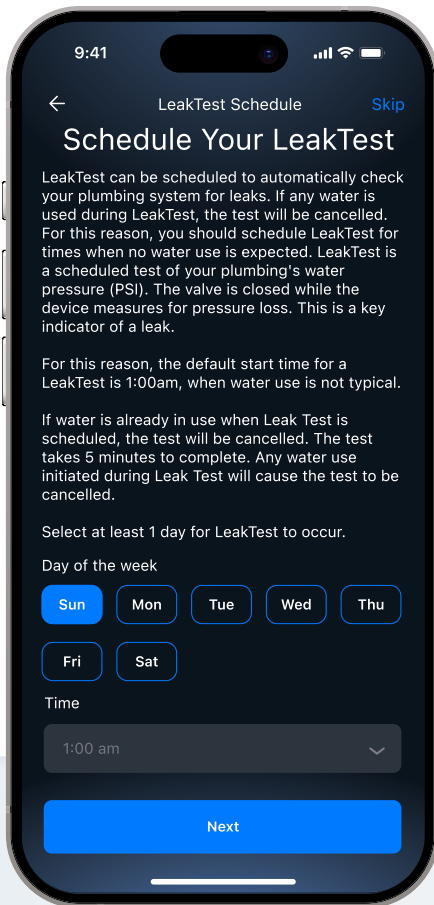 9:41
LeakTest Schedule
Skip
Schedule Your LeakTest
LeakTest can be scheduled to automatically check
your plumbing system for leaks. If any water is
used during LeakTest, the test will be cancelled.
For this reason, you should schedule LeakTest for
times when no water use is expected. LeakTest is
a scheduled test of your plumbing's water
pressure (PSI). The valve is closed while the
device measures for pressure loss. This is a key
indicator of a leak.
For this reason, the default start time for a
LeakTest is 1:00am, when water use is not typical.
If water is already in use when Leak Test is
scheduled, the test will be cancelled. The test
takes 5 minutes to complete. Any water use
initiated during Leak Test will cause the test to be
cancelled.
Select at least 1 day for LeakTest to occur.
Day of the week
Sun Mon Tue Wed Thu
Fri Sat
Time
1:00 am
Next